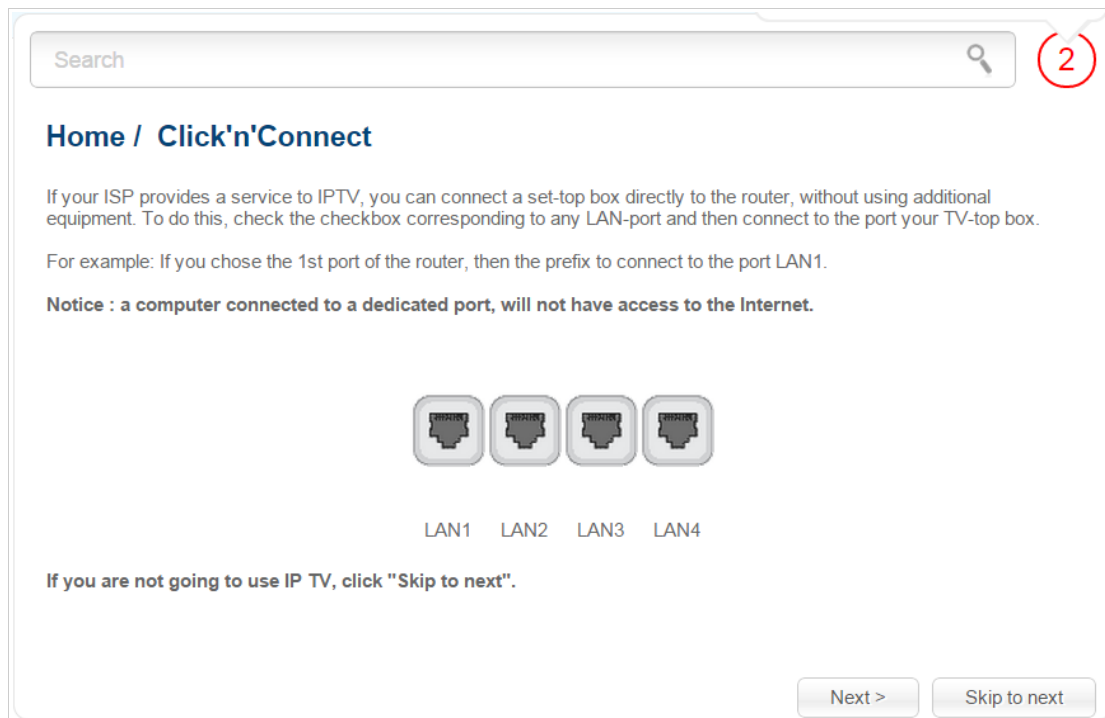 Search
2
Home / Click'n'Connect
If your ISP provides a service to IPTV, you can connect a set-top box directly to the router, without using additional
equipment. To do this, check the checkbox corresponding to any LAN-port and then connect to the port your TV-top box.
For example: If you chose the 1st port of the router, then the prefix to connect to the port LAN1.
Notice : a computer connected to a dedicated port, will not have access to the Internet.
LAN1 LAN2 LAN3 LAN4
If you are not going to use IP TV, click "Skip to next".
Next > Skip to next